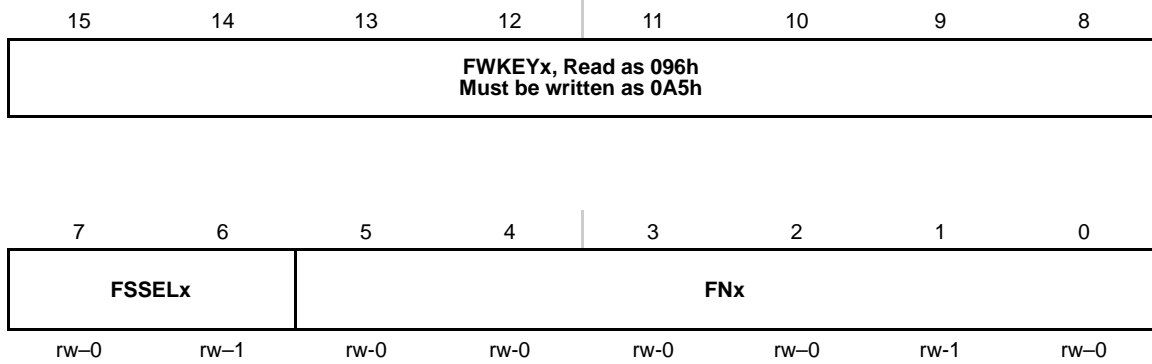 15 14 13 12 11 10 9 8
FWKEYx, Read as 096h
Must be written as 0A5h
7 6 5 4 3 2 1 0
FSSELx FNx
rw–0 rw–1 rw-0 rw-0 rw-0 rw–0 rw-1 rw–0